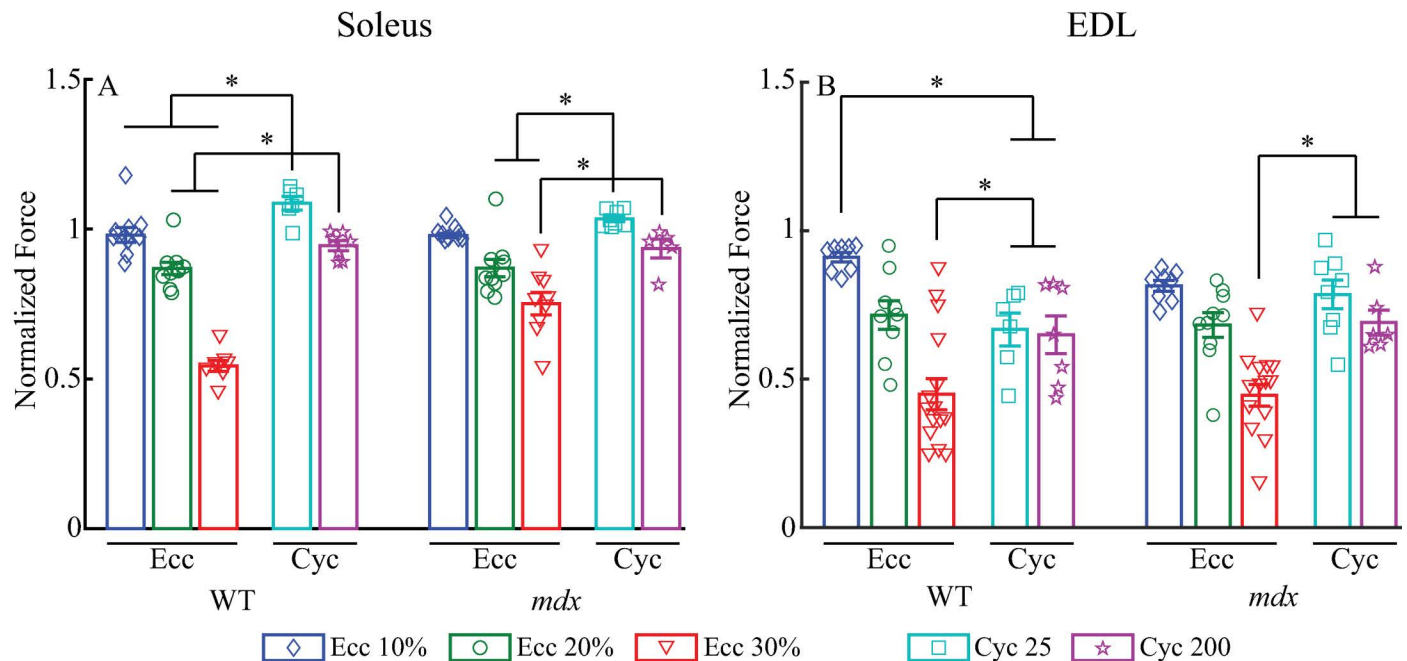 Soleus
EDL
A
B
1.5
1
0.5
0
Normalized Force
* * * *
1.5
1
0.5
0
Normalized Force
* * *
Ecc Cyc Ecc Cyc
WT mdx
Ecc Cyc Ecc Cyc
WT mdx
Ecc 10% Ecc 20% Ecc 30% Cyc 25 Cyc 200